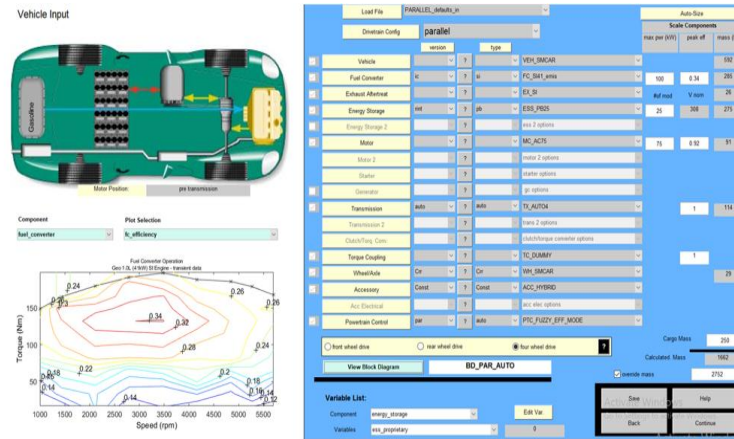 Vehicle Input
Gasoline
Motor Position:
pre transmission
Component
Plot Selection
fuel_converter
fc_efficiency
Fuel Converter Operation
Geo 1.0L (41kW) SI Engine - transient data
Torque (Nm)
150
100
50
0.24
0.26
0.26
0.34
0.32
0.28
0.24
0.22
0.2
0.18
0.14
0.14
0.12
1000 1500 2000 2500 3000 3500 4000 4500 5000 5500
Speed (rpm)
Load File PARALLEL_defaults_in Auto-Size
Drivetrain Config parallel Scale Components
max pwr (kW) peak eff mass
version type
Vehicle ? VEH_SMCAR 592
Fuel Converter ic ? si FC_SI41_emis 100 0.34 285
Exhaust Aftertreat ? EX_SI #of mod V nom 26
Energy Storage rint ? pb ESS_PB25 25 308 275
Energy Storage 2 ? ess 2 options
Motor ? MC_AC75 75 0.92 91
Motor 2 ? motor 2 options
Starter ? starter options
Generator ? gc options
Transmission auto ? auto TX_AUTO4 1 114
Transmission 2 ? trans 2 options
Clutch/Torq. Conv. ? clutch/torque converter options
Torque Coupling ? TC_DUMMY 1
Wheel/Axle Crr ? Crr WH_SMCAR 29
Accessory Const ? Const ACC_HYBRID
Acc Electrical ? acc elec options
Powertrain Control par ? auto PTC_FUZZY_EFF_MODE
front wheel drive rear wheel drive four wheel drive ? Cargo Mass 250
Calculated Mass 1662
View Block Diagram BD_PAR_AUTO override mass 2752
Variable List:
Component energy_storage Edit Var.
Variables ess_proprietary 0
Save Help
Activate Windows
Back Continue